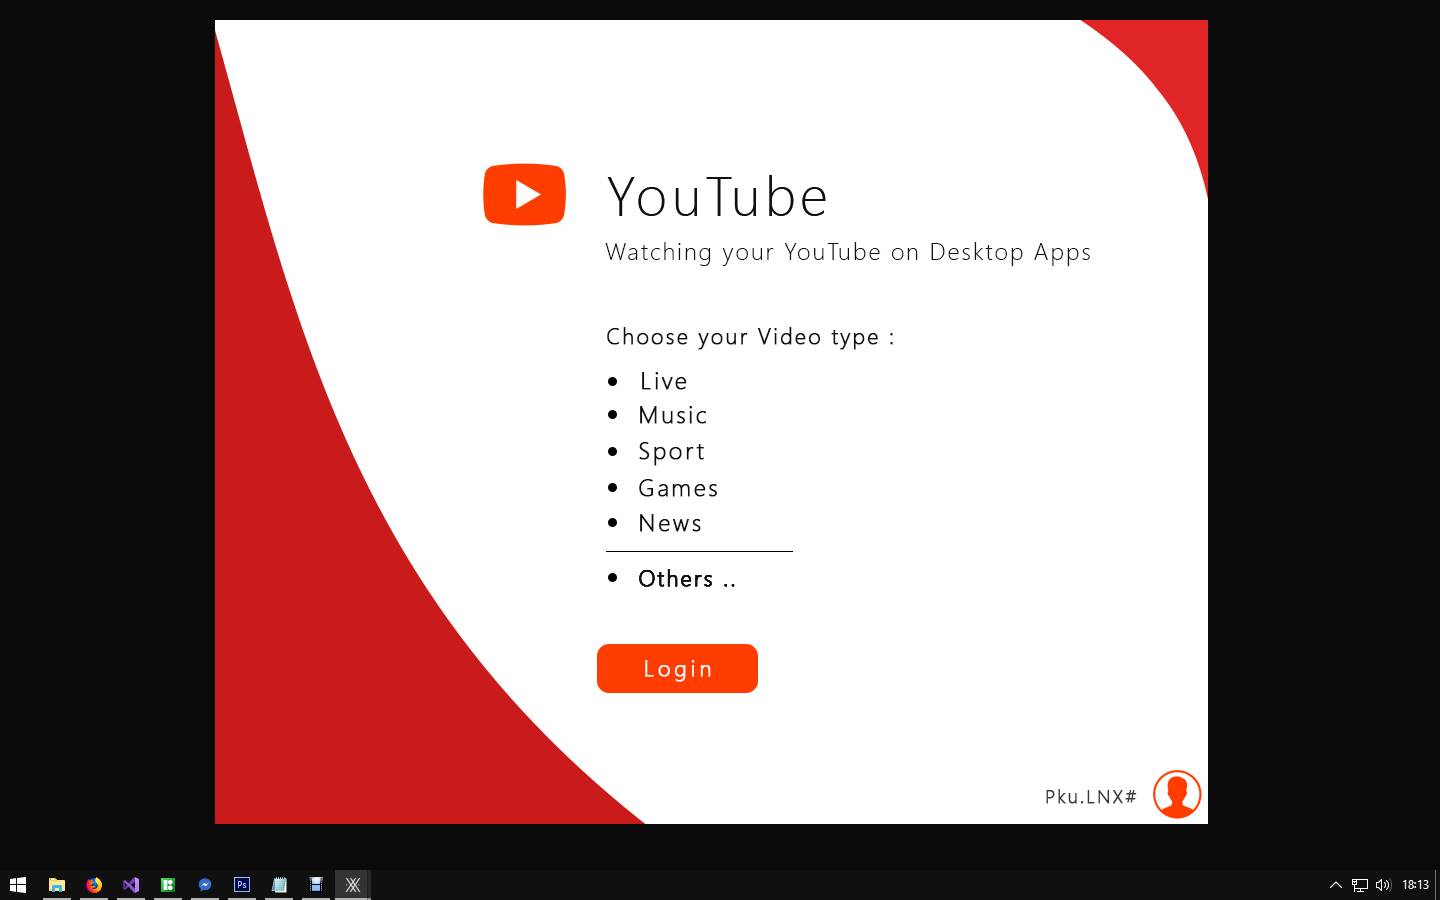 YouTube
Watching your YouTube on Desktop Apps
Choose your Video type :
Live
Music
Sport
Games
News
Others ..
Login
Pku.LNX#
Ps
18:13